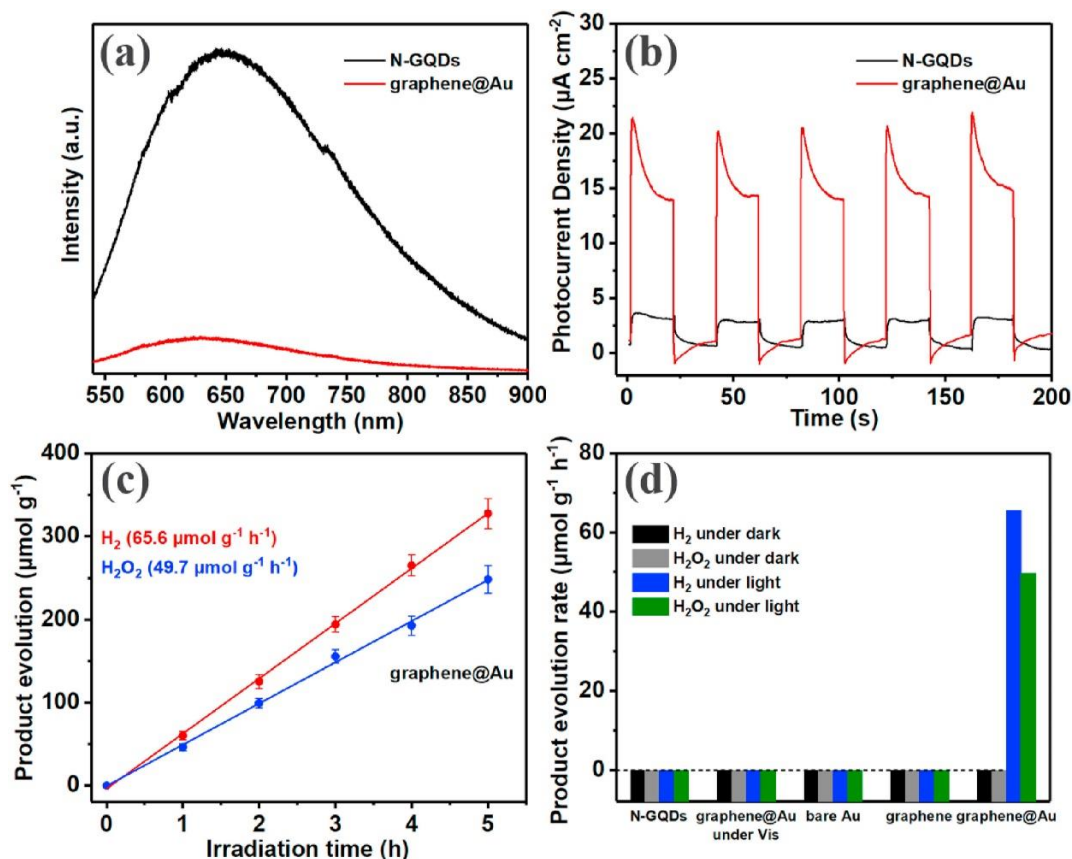 (a)
N-GQDs
graphene@Au
Intensity (a.u.)
550 600 650 700 750 800 850 900
Wavelength (nm)
(b)
N-GQDs
graphene@Au
Photocurrent Density (µA cm⁻²)
30
25
20
15
10
5
0
0 50 100 150 200
Time (s)
(c)
H₂ (65.6 µmol g⁻¹ h⁻¹)
H₂O₂ (49.7 µmol g⁻¹ h⁻¹)
graphene@Au
Product evolution (µmol g⁻¹)
400
300
200
100
0
0 1 2 3 4 5
Irradiation time (h)
(d)
H₂ under dark
H₂O₂ under dark
H₂ under light
H₂O₂ under light
Product evolution rate (µmol g⁻¹ h⁻¹)
80
60
40
20
0
N-GQDs graphene@Au bare Au graphene graphene@Au
under Vis